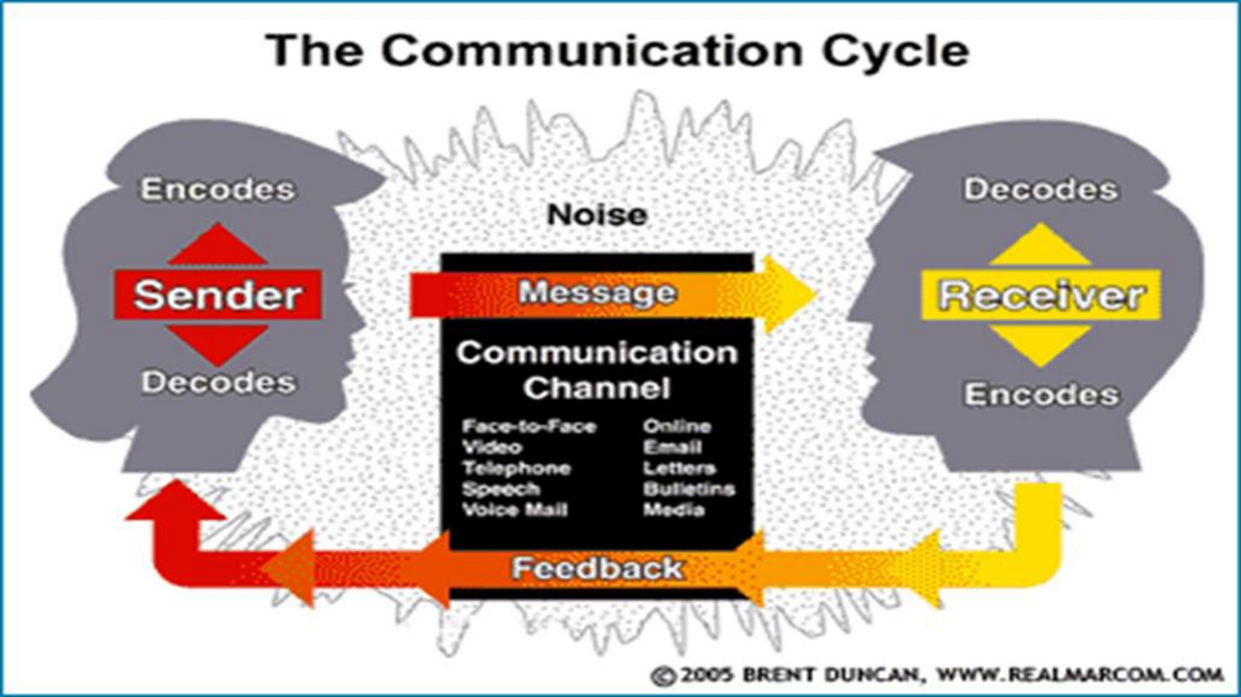 The Communication Cycle
Encodes
Sender
Decodes
Noise
Message
Communication
Channel
Face-to-Face
Video
Telephone
Speech
Voice Mail
Online
Email
Letters
Bulletins
Media
Decodes
Receiver
Encodes
Feedback
© 2005 BRENT DUNCAN, WWW.REALMARCOM.COM